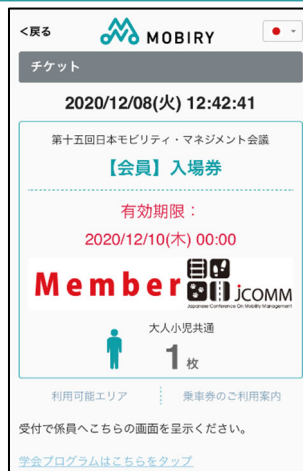 <戻る
MOBIRY
チケット
2020/12/08(火) 12:42:41
第十五回日本モビリティ・マネジメント会議
【会員】入場券
有効期限：
2020/12/10(木) 00:00
Member JCOMM
Japanese Conference On Mobility Management
大人小児共通
1 枚
利用可能エリア
乗車券のご利用案内
受付で係員へこちらの画面を呈示ください。
学会プログラムはこちらをタップ